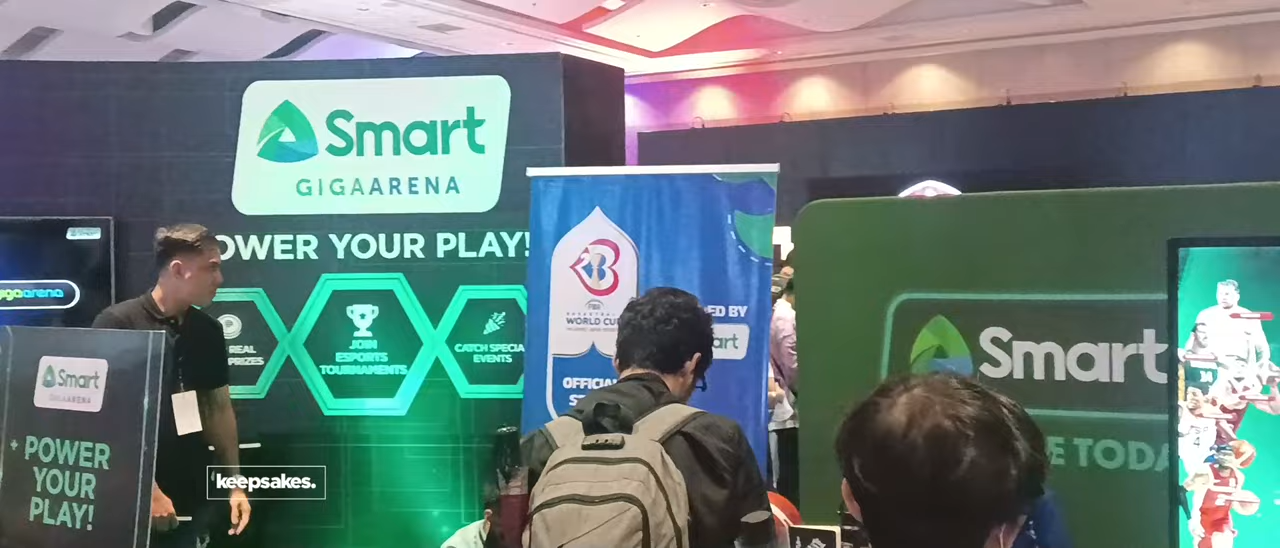 Smart
GIGAARENA
OWER YOUR PLAY!
REAL
PRIZES
JOIN
ESPORTS
TOURNAMENTS
CATCH SPECIA
EVENTS
gigaarena
Smart
GIGAARENA
POWER
YOUR
PLAY!
keepsakes.
WORLD CUP
ED BY
art
OFFICIA
Smart
E TODA